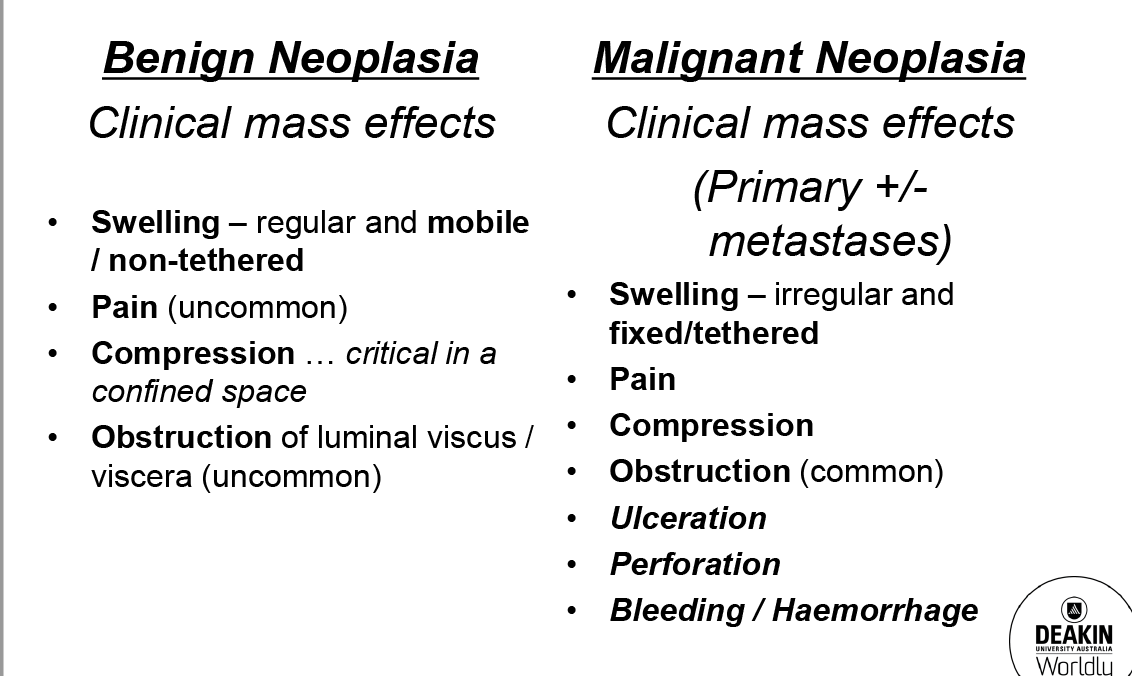 Benign Neoplasia
Clinical mass effects
• Swelling – regular and mobile
/ non-tethered
• Pain (uncommon)
• Compression … critical in a
confined space
• Obstruction of luminal viscus /
viscera (uncommon)
Malignant Neoplasia
Clinical mass effects
(Primary +/-
metastases)
• Swelling – irregular and
fixed/tethered
• Pain
• Compression
• Obstruction (common)
• Ulceration
• Perforation
• Bleeding / Haemorrhage
DEAKIN
UNIVERSITY AUSTRALIA
Worldly